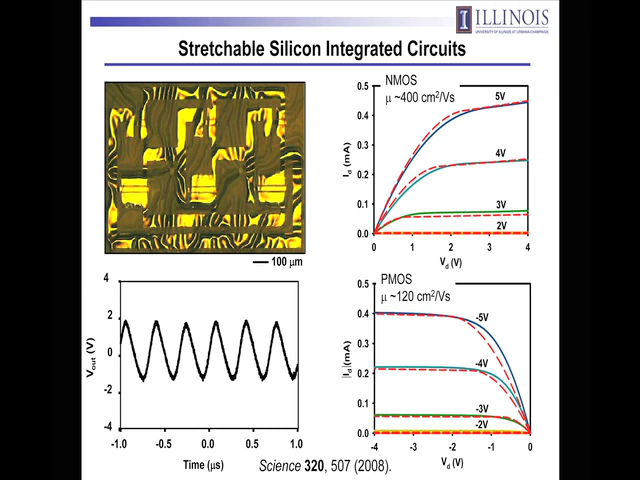 I ILLINOIS
UNIVERSITY OF ILLINOIS AT URBANA-CHAMPAIGN
Stretchable Silicon Integrated Circuits
100 μm
NMOS
μ ~400 cm²/Vs
0.5
0.4
0.3
0.2
0.1
0.0
I_d (mA)
5V
4V
3V
2V
0 1 2 3 4
V_d (V)
4
2
0
-2
-4
V_out (V)
-1.0 -0.5 0.0 0.5 1.0
Time (μs)
PMOS
μ ~120 cm²/Vs
0.5
0.4
0.3
0.2
0.1
0.0
|I_d|(mA)
-5V
-4V
-3V
-2V
-4 -3 -2 -1 0
V_d (V)
Science 320, 507 (2008).